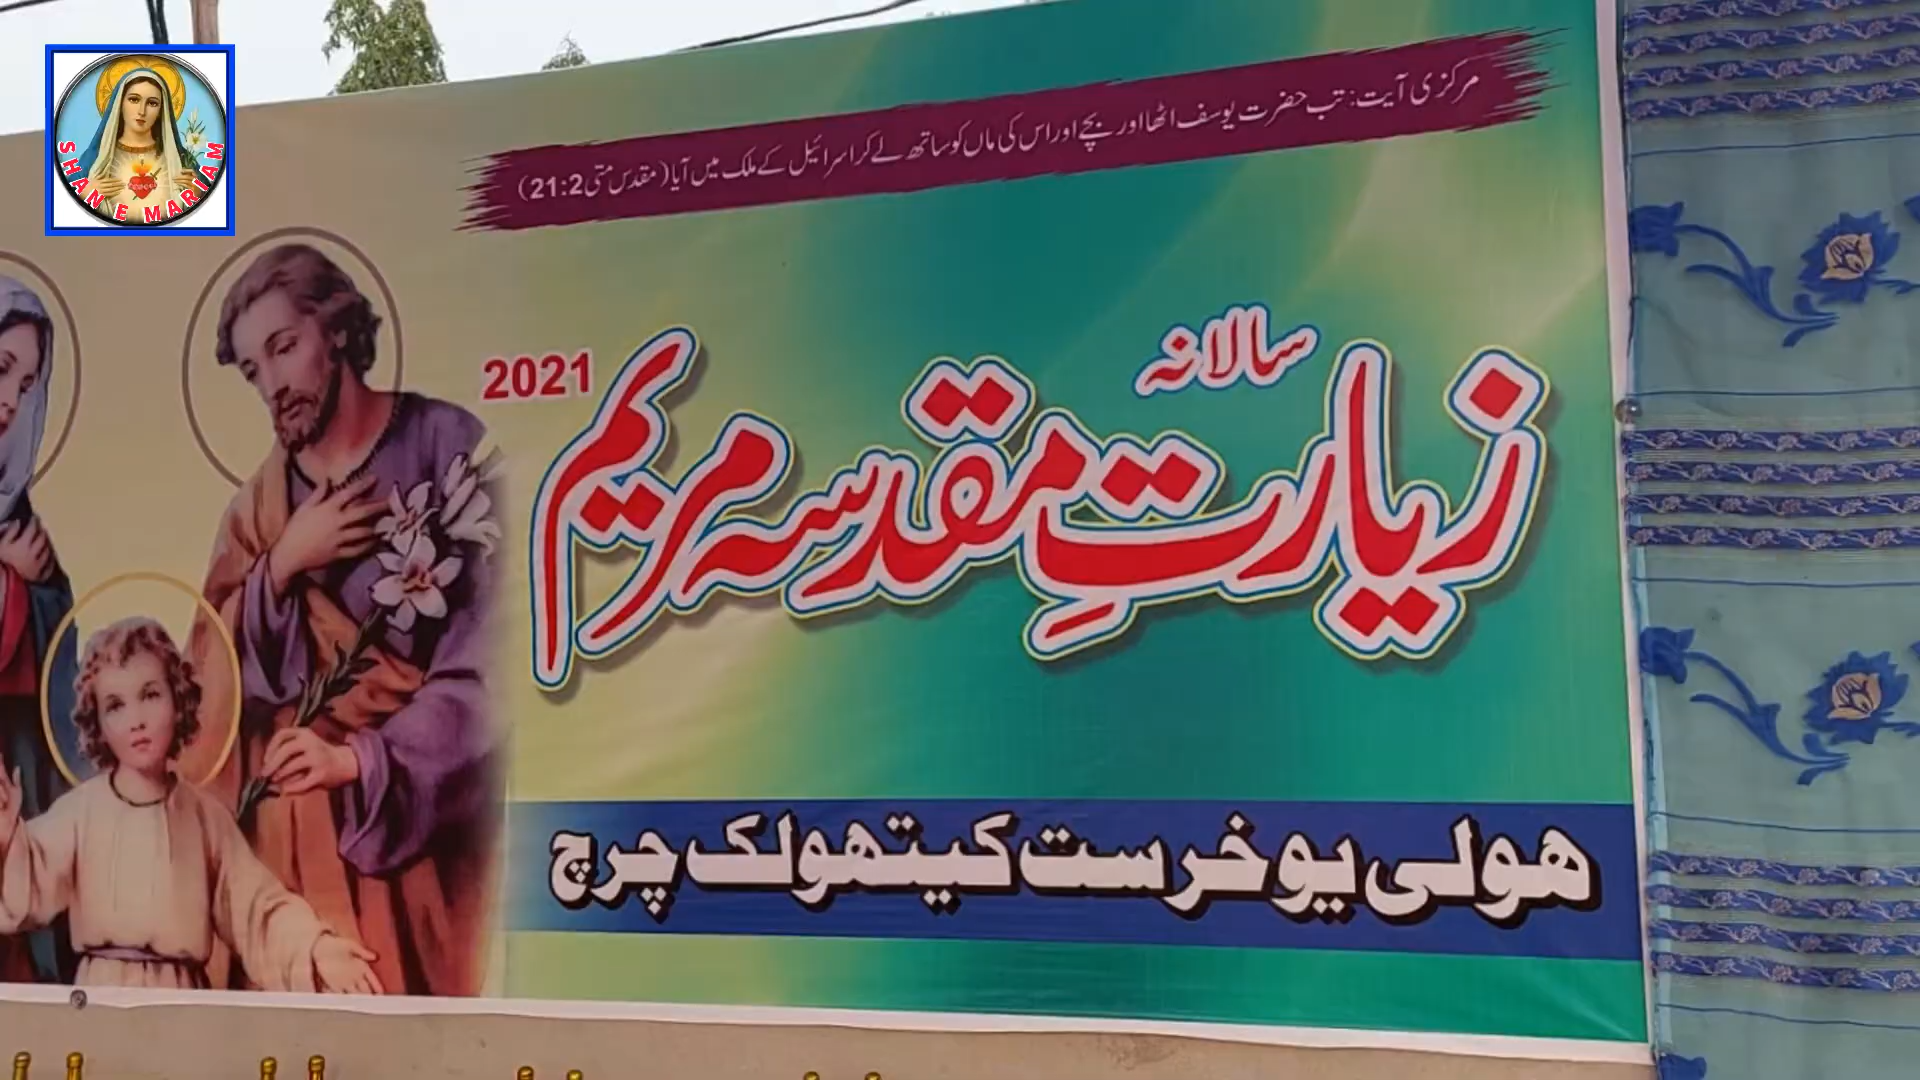 SHAN E MARIAM
مرکزی آیت: تب حضرت یوسف اٹھا اور بچے اور اس کی ماں کو ساتھ لے کر اسرائیل کے ملک میں آیا (مقدس متی 21:2)
سالانہ
زیارتِ مقدسہ مریم 2021
ھولی یوخرست کیتھولک چرچ